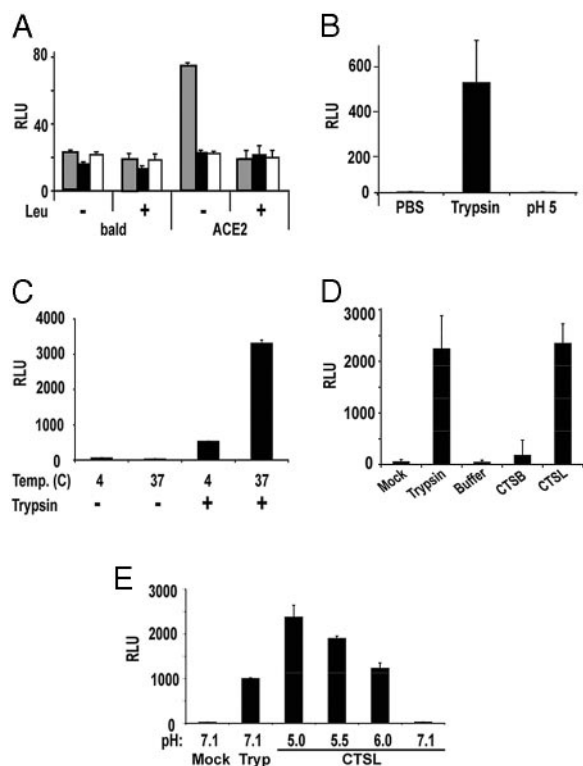 A
80
40
20
0
RLU
Leu - + - +
bald ACE2
B
600
400
200
0
RLU
PBS Trypsin pH 5
C
4000
3000
2000
1000
0
RLU
Temp. (C) 4 37 4 37
Trypsin - - + +
D
3000
2000
1000
0
RLU
Mock Trypsin Buffer CTSB CTSL
E
3000
2000
1000
0
RLU
pH: 7.1 7.1 5.0 5.5 6.0 7.1
Mock Tryp CTSL